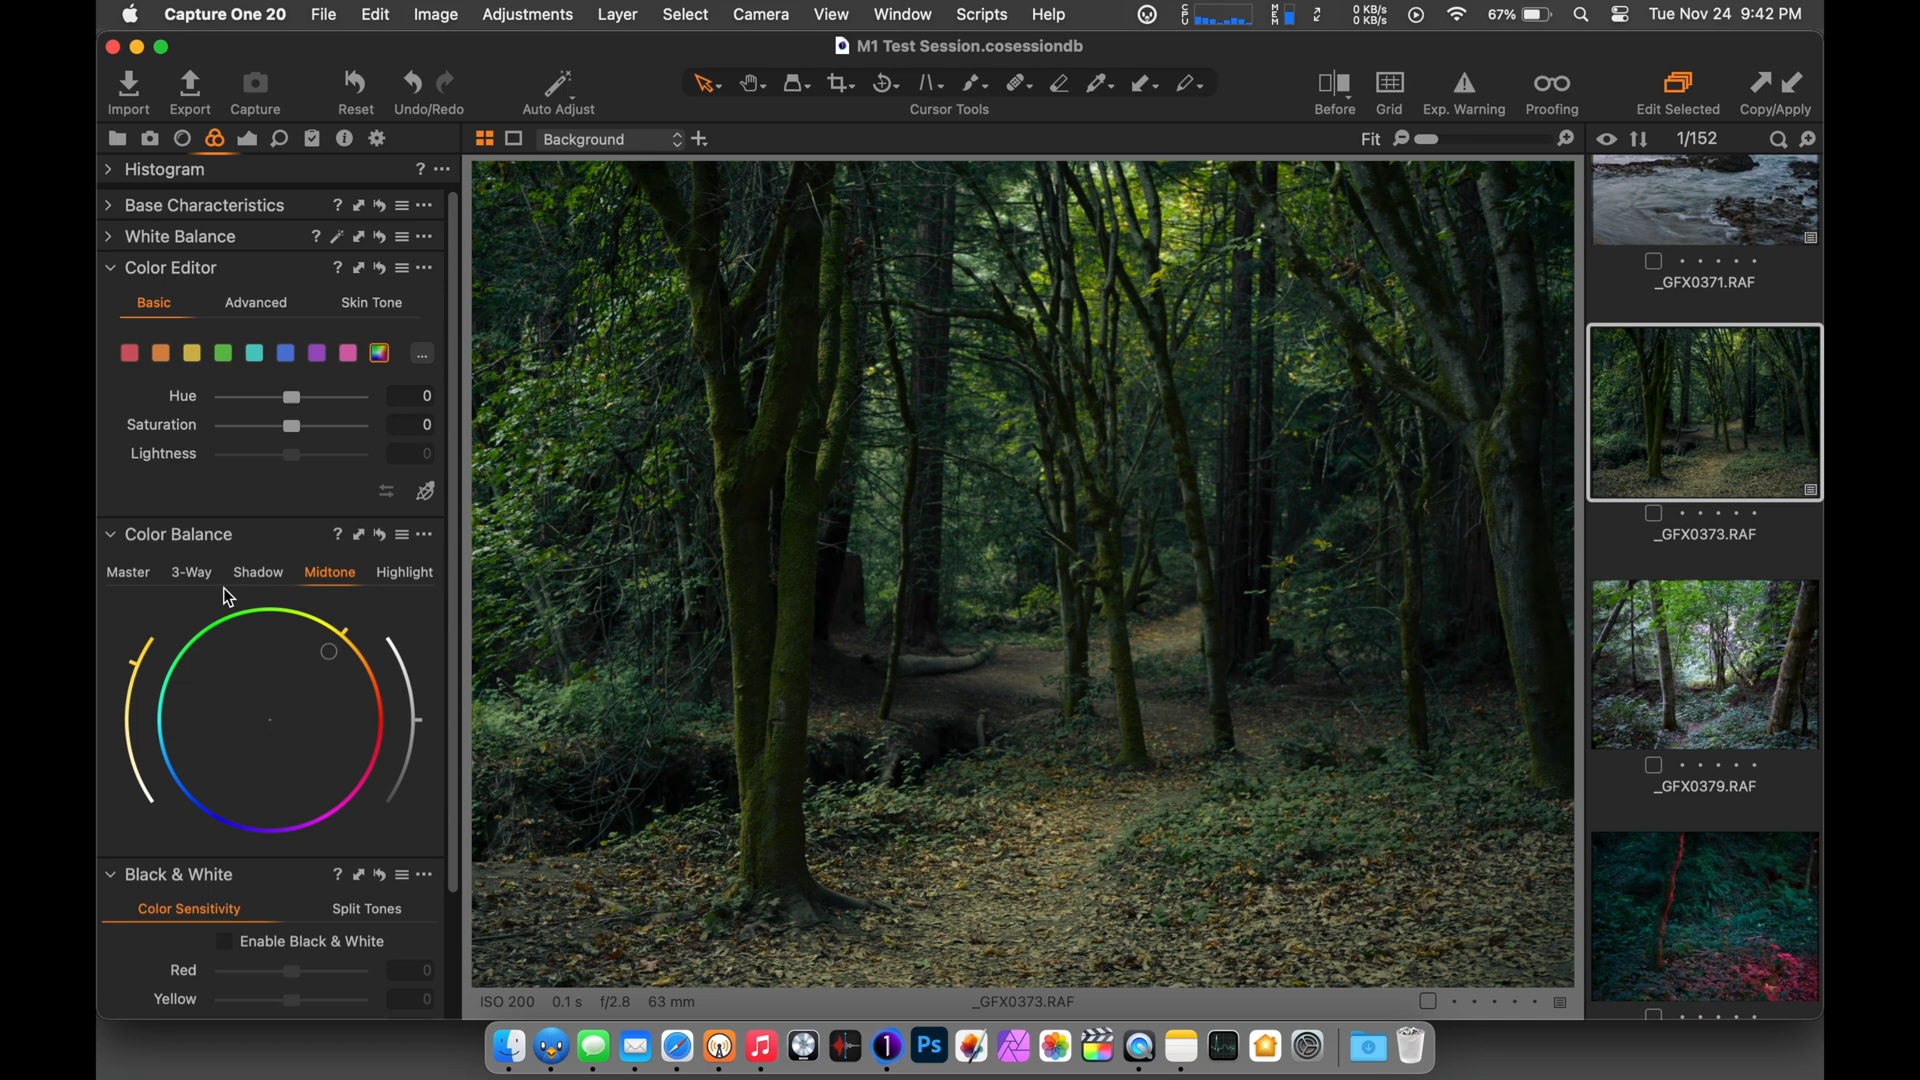 Capture One 20 File Edit Image Adjustments Layer Select Camera View Window Scripts Help CPU MEM 0 KB/s 0 KB/s 67% Tue Nov 24 9:42 PM
M1 Test Session.cosessiondb
Import Export Capture Reset Undo/Redo Auto Adjust Cursor Tools Before Grid Exp. Warning Proofing Edit Selected Copy/Apply
Background Fit 1/152
Histogram ? ...
Base Characteristics ? ...
White Balance ? ...
Color Editor ? ...
Basic Advanced Skin Tone
...
Hue 0
Saturation 0
Lightness 0
Color Balance ? ...
Master 3-Way Shadow Midtone Highlight
Black & White ? ...
Color Sensitivity Split Tones
Enable Black & White
Red 0
Yellow 0
ISO 200 0.1 s f/2.8 63 mm _GFX0373.RAF
_GFX0371.RAF
_GFX0373.RAF
_GFX0379.RAF
1 Ps